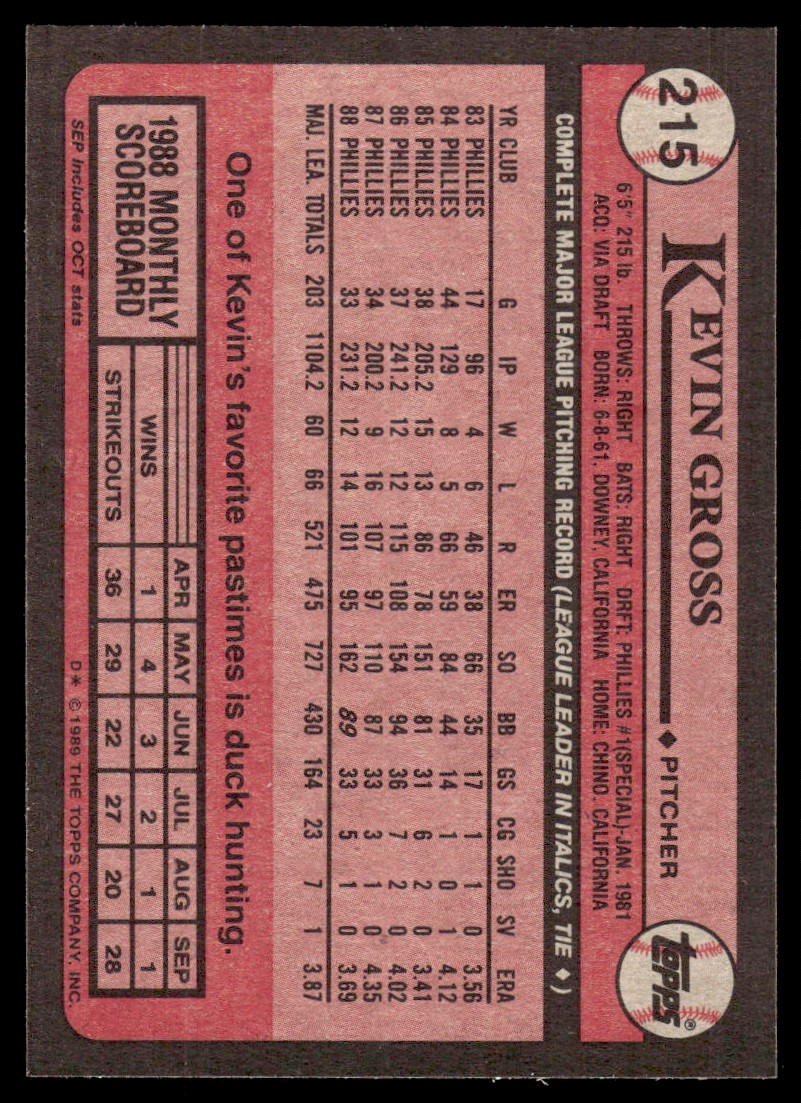 215
KEVIN GROSS ♦ PITCHER
Topps®
6'5" 215 lb. THROWS: RIGHT BATS: RIGHT DRFT: PHILLIES #1(SPECIAL)-JAN. 1981
ACQ: VIA DRAFT BORN: 6-8-61, DOWNEY, CALIFORNIA HOME: CHINO, CALIFORNIA
COMPLETE MAJOR LEAGUE PITCHING RECORD (LEAGUE LEADER IN ITALICS, TIE ♦)
YR CLUB G IP W L R ER SO BB GS CG SHO SV ERA
83 PHILLIES 17 96 4 6 46 38 66 35 17 1 1 0 3.56
84 PHILLIES 44 129 8 5 66 59 84 44 14 1 0 1 4.12
85 PHILLIES 38 205.2 15 13 86 78 151 81 31 6 2 0 3.41
86 PHILLIES 37 241.2 12 12 115 108 154 94 36 7 2 0 4.02
87 PHILLIES 34 200.2 9 16 107 97 110 87 33 3 1 0 4.35
88 PHILLIES 33 231.2 12 14 101 95 162 89 33 5 1 0 3.69
MAJ. LEA. TOTALS 203 1104.2 60 66 521 475 727 430 164 23 7 1 3.87
One of Kevin's favorite pastimes is duck hunting.
1988 MONTHLY
SCOREBOARD
APR MAY JUN JUL AUG SEP
WINS 1 4 3 2 1 1
STRIKEOUTS 36 29 22 27 20 28
SEP includes OCT stats
D* ©1989 THE TOPPS COMPANY, INC.